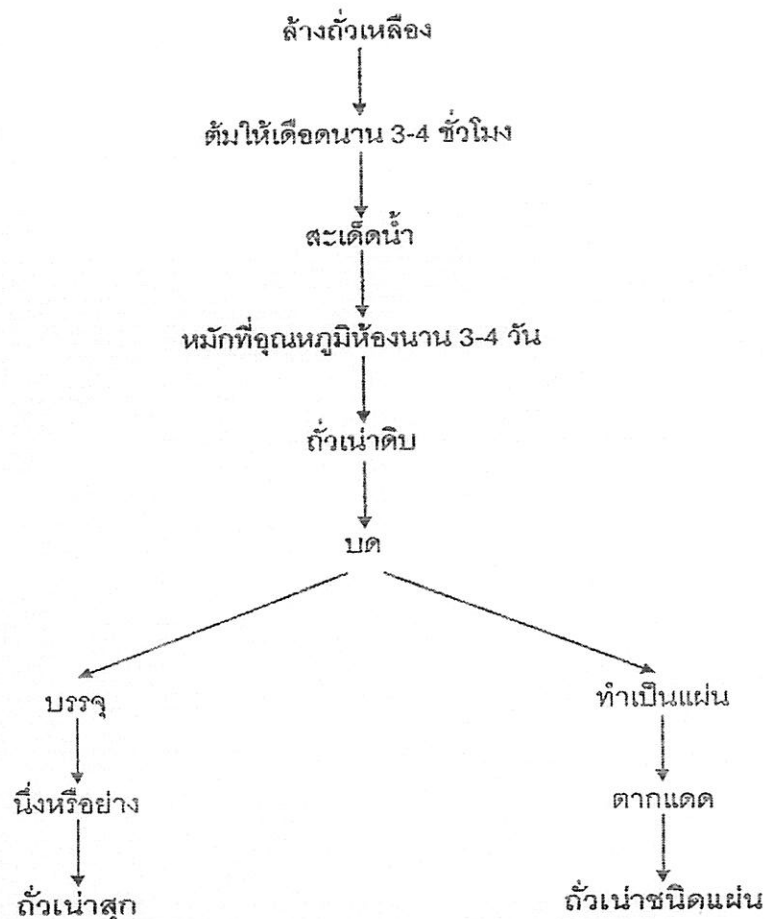 ล้างถั่วเหลือง
ต้มให้เดือดนาน 3-4 ชั่วโมง
สะเด็ดน้ำ
หมักที่อุณหภูมิห้องนาน 3-4 วัน
ถั่วเน่าดิบ
บด
บรรจุ
ทำเป็นแผ่น
นึ่งหรือย่าง
ตากแดด
ถั่วเน่าสุก
ถั่วเน่าชนิดแผ่น